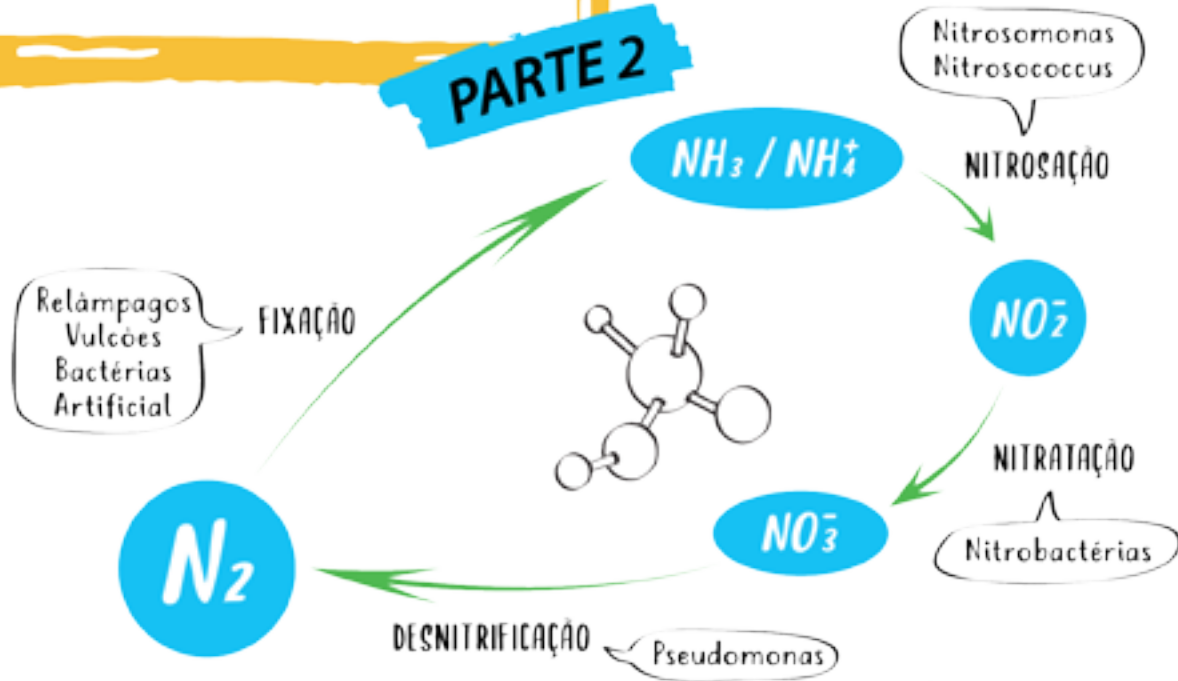 PARTE 2
Nitrosomonas
Nitrosococcus
NH₃ / NH₄⁺
NITROSAÇÃO
Relâmpagos
Vulcões
Bactérias
Artificial
FIXAÇÃO
NO₂⁻
NITRATAÇÃO
NO₃⁻
Nitrobactérias
N₂
DESNITRIFICAÇÃO
Pseudomonas